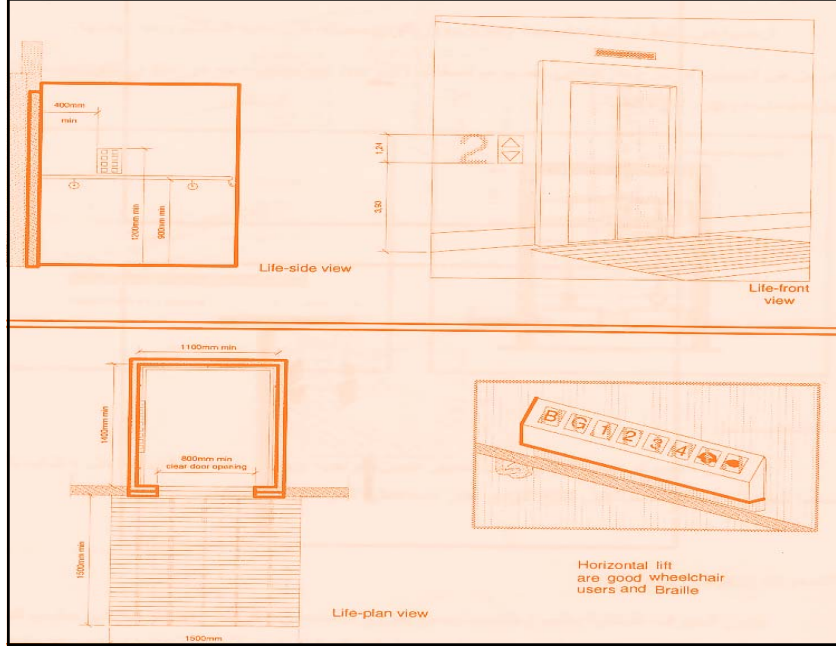 400mm
min
1200mm min
900mm min
Life-side view
1,24
2
3,93
Life-front
view
1100mm min
1400mm min
800mm min
clear door opening
1500mm min
Life-plan view
1500mm
B G 1 2 3 4
Horizontal lift
are good wheelchair
users and Braille